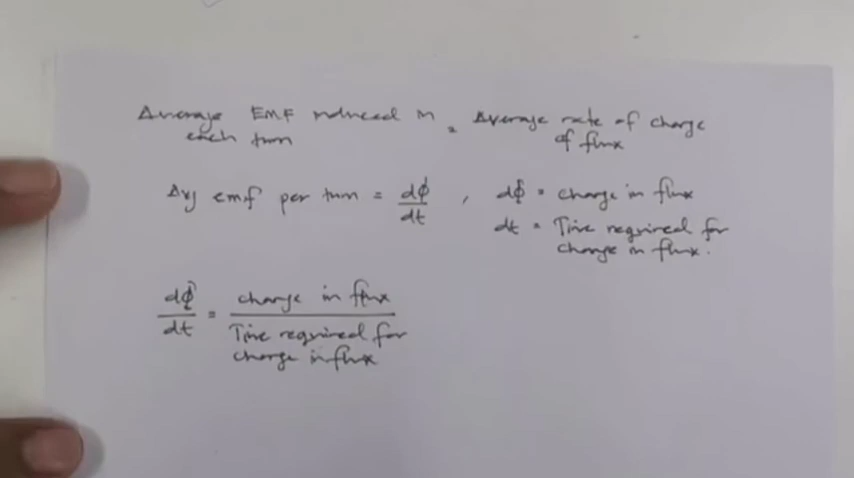 Average EMF induced in = Average rate of change
each turn of flux
Avg emf per turn = dϕ/dt , dϕ = change in flux
dt = Time required for
change in flux.
dϕ/dt = change in flux / Time required for
change in flux